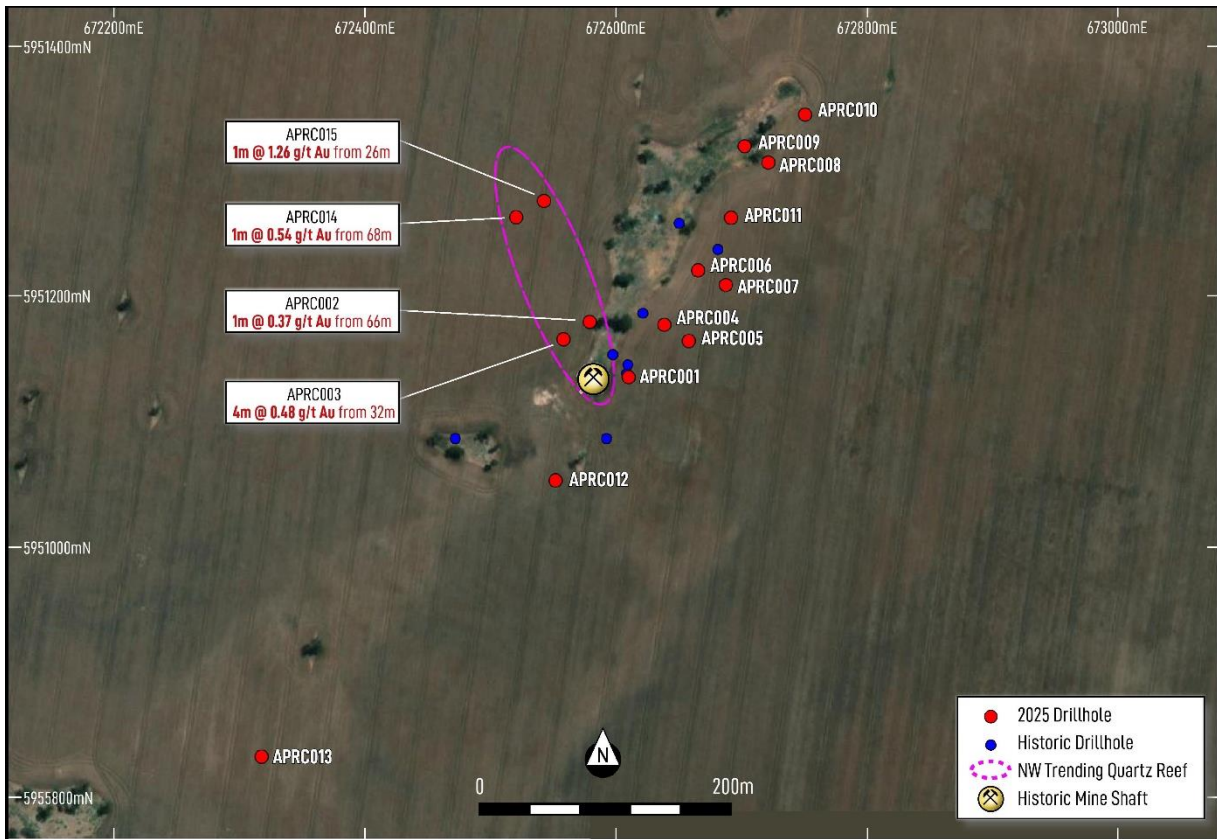 672200mE
672400mE
672600mE
672800mE
673000mE
5951400mN
APRC010
APRC015
1m @ 1.26 g/t Au from 26m
APRC009
APRC008
APRC014
1m @ 0.54 g/t Au from 68m
APRC011
APRC006
APRC007
5951200mN
APRC002
1m @ 0.37 g/t Au from 66m
APRC004
APRC005
APRC001
APRC003
4m @ 0.48 g/t Au from 32m
APRC012
5951000mN
2025 Drillhole
Historic Drillhole
NW Trending Quartz Reef
Historic Mine Shaft
APRC013
N
0
200m
5955800mN